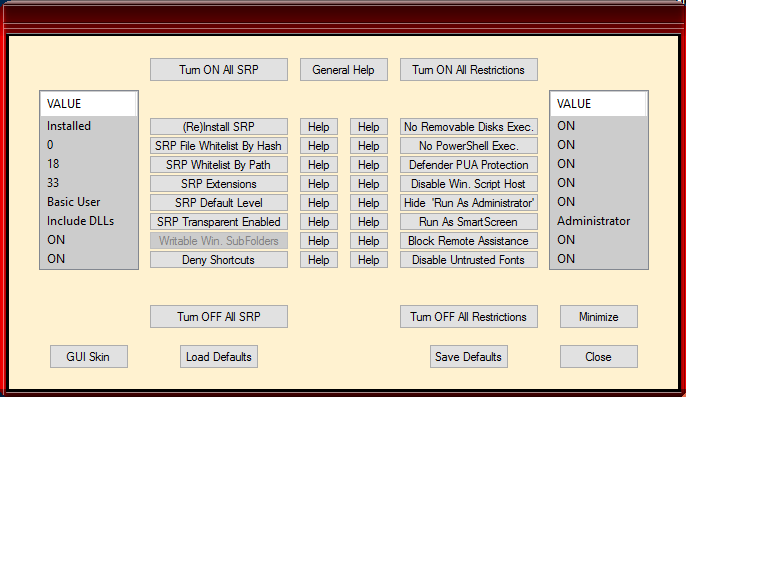 Turn ON All SRP General Help Turn ON All Restrictions
VALUE VALUE
Installed (Re)Install SRP Help Help No Removable Disks Exec. ON
0 SRP File Whitelist By Hash Help Help No PowerShell Exec. ON
18 SRP Whitelist By Path Help Help Defender PUA Protection ON
33 SRP Extensions Help Help Disable Win. Script Host ON
Basic User SRP Default Level Help Help Hide 'Run As Administrator' ON
Include DLLs SRP Transparent Enabled Help Help Run As SmartScreen Administrator
ON Writable Win. SubFolders Help Help Block Remote Assistance ON
ON Deny Shortcuts Help Help Disable Untrusted Fonts ON
Turn OFF All SRP Turn OFF All Restrictions Minimize
GUI Skin Load Defaults Save Defaults Close